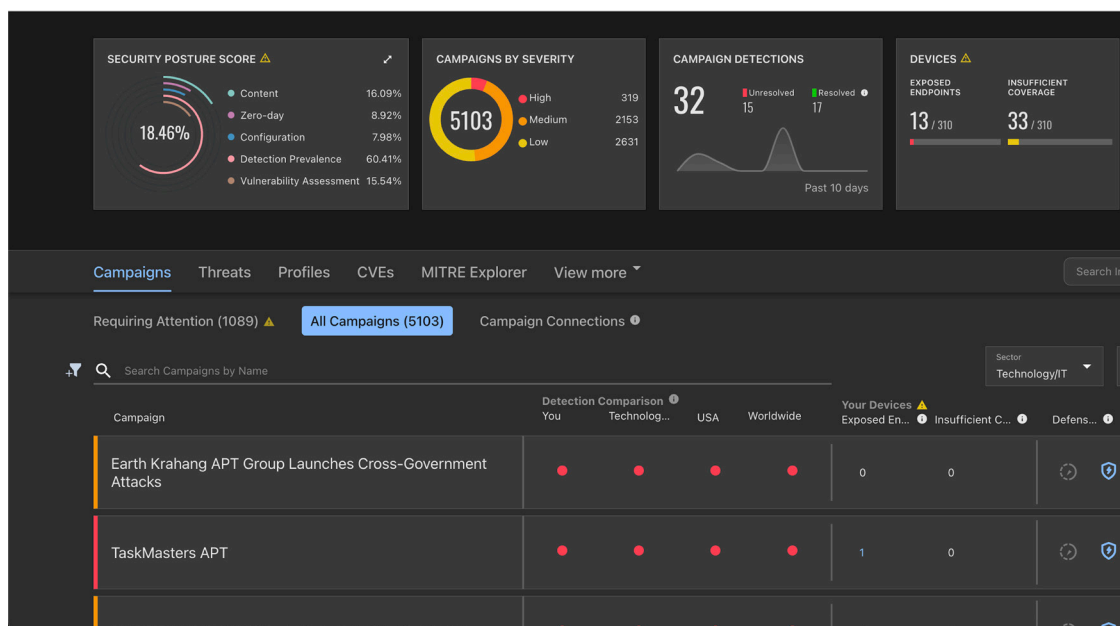 SECURITY POSTURE SCORE
18.46%
Content 16.09%
Zero-day 8.92%
Configuration 7.98%
Detection Prevalence 60.41%
Vulnerability Assessment 15.54%
CAMPAIGNS BY SEVERITY
5103
High 319
Medium 2153
Low 2631
CAMPAIGN DETECTIONS
32
Unresolved
15
Resolved
17
Past 10 days
DEVICES
EXPOSED
ENDPOINTS
13 / 310
INSUFFICIENT
COVERAGE
33 / 310
Campaigns Threats Profiles CVEs MITRE Explorer View more
Search
Requiring Attention (1089) All Campaigns (5103) Campaign Connections
Search Campaigns by Name
Sector
Technology/IT
Detection Comparison Your Devices
Campaign You Technolog... USA Worldwide Exposed En... Insufficient C... Defens...
Earth Krahang APT Group Launches Cross-Government
Attacks
0 0
TaskMasters APT 1 0